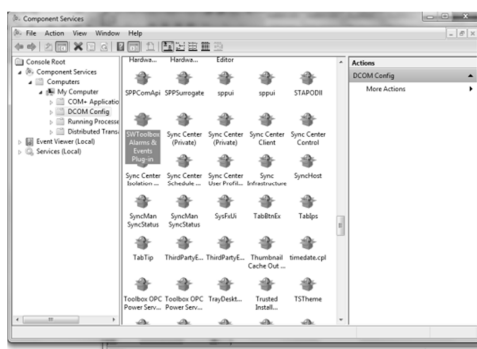 Component Services
File Action View Window Help
Console Root
Component Services
Computers
My Computer
COM+ Applicatio
DCOM Config
Running Processe
Distributed Trans
Event Viewer (Local)
Services (Local)
Hardwa... Hardwa... Editor
SPPComApi SPPSurrogate sppui sppui STAPODll
SWToolbox Alarms & Events Plug-in
Sync Center (Private)
Sync Center (Private)
Sync Center Client
Sync Center Control
Sync Center Isolation ...
Sync Center Schedule ...
Sync Center User Profil...
Sync Infrastructure
SyncHost
SyncMan SyncStatus
SyncMan SyncStatus
SysFxUi
TabBtnEx
TabIps
TabTip
ThirdPartyE...
ThirdPartyE...
Thumbnail Cache Out ...
timedate.cpl
Toolbox OPC Power Serv...
Toolbox OPC Power Serv...
TrayDeskt...
Trusted Install...
TSTheme
Actions
DCOM Config
More Actions